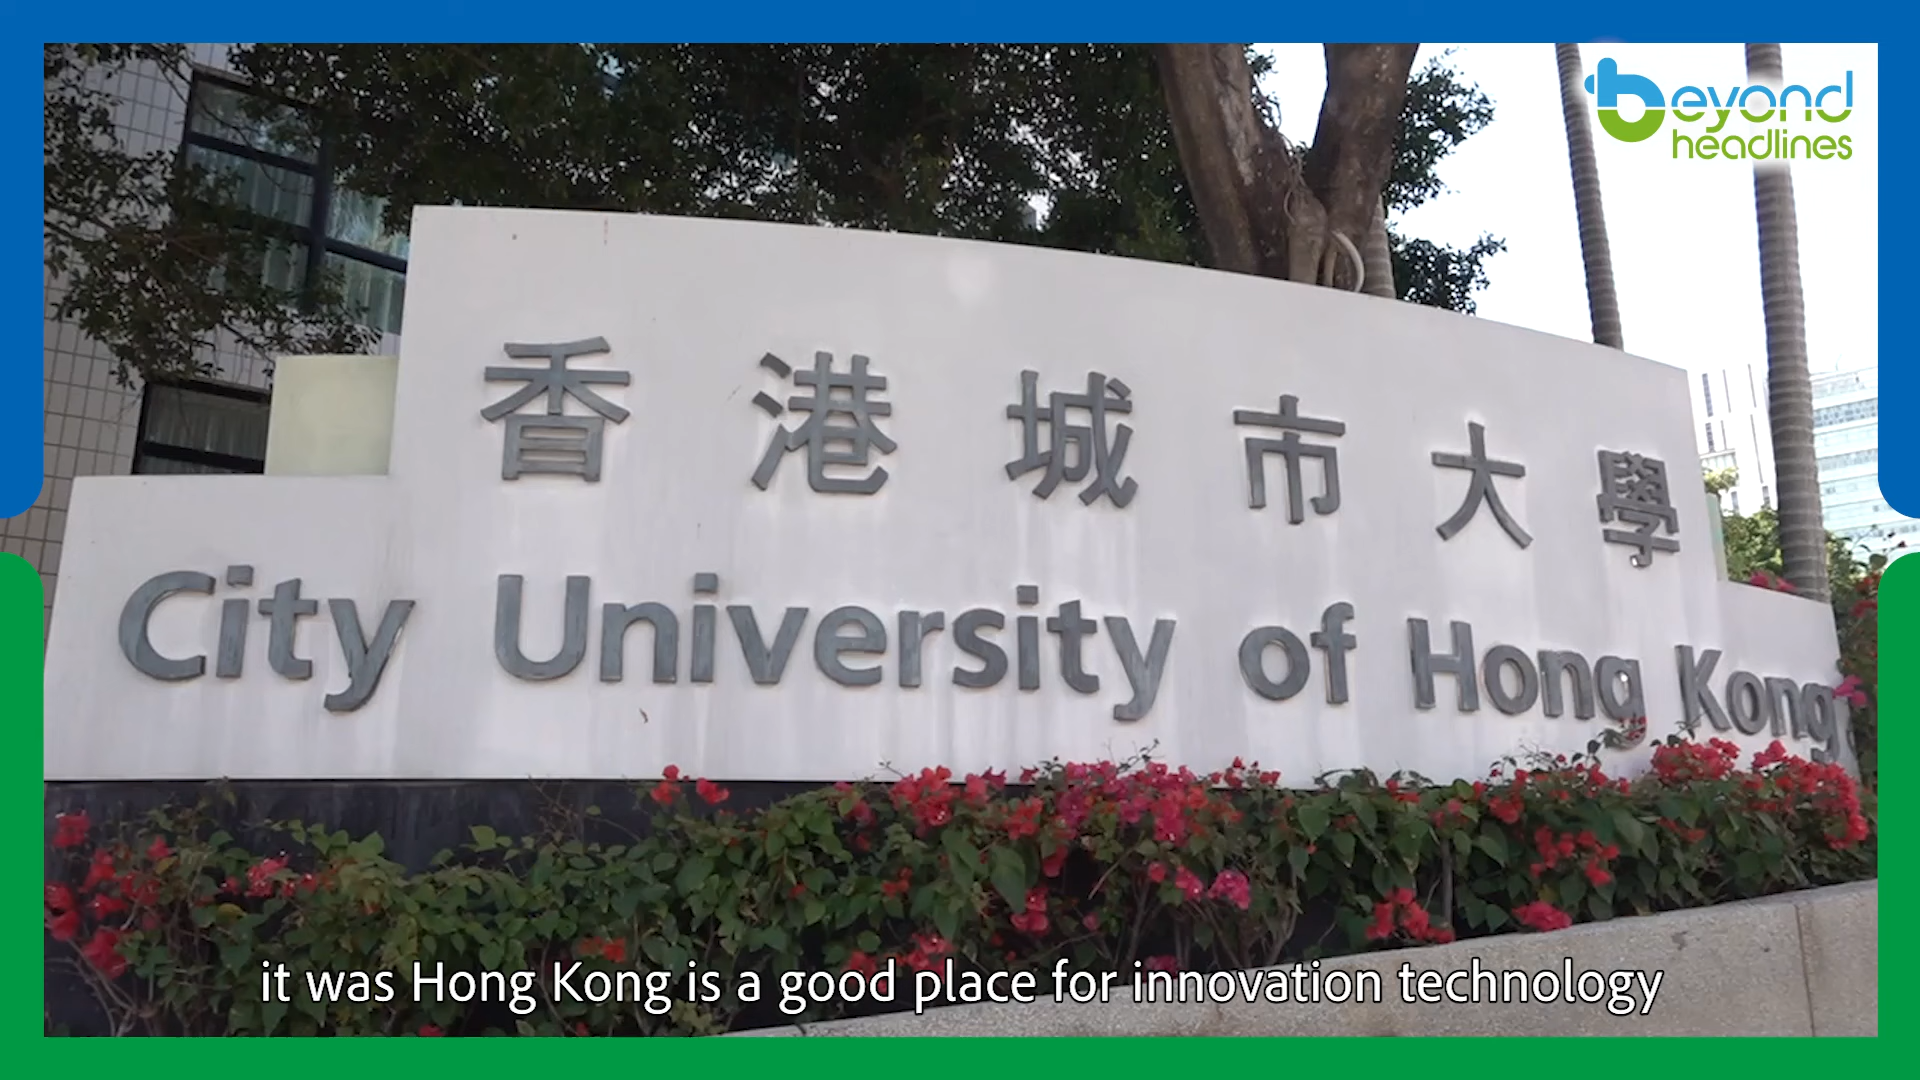 beyond
headlines
香港城市大學
City University of Hong Kong
it was Hong Kong is a good place for innovation technology